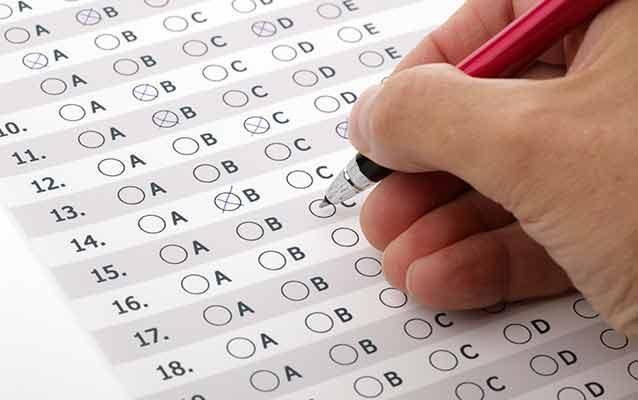 A
A B
A B C
A B C D E
10. A B C D E
11. A B C D E
12. A B C D
13. A B C
14. A B C
15. A B C
16. A B
17. A B
18. A B
A B C
B C D
C D
D